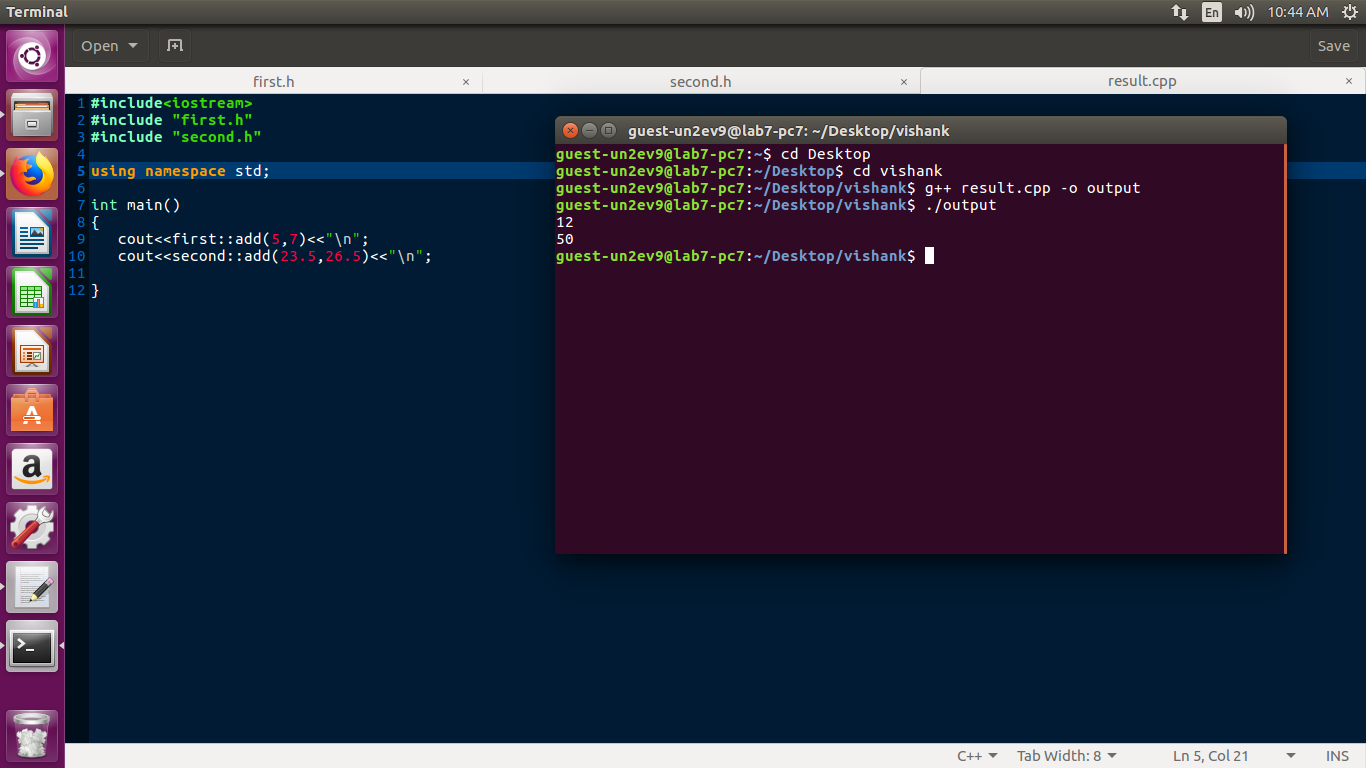 Terminal
En
10:44 AM
Open
Save
first.h ×
second.h ×
result.cpp ×
1 #include<iostream>
2 #include "first.h"
3 #include "second.h"
4
5 using namespace std;
6
7 int main()
8 {
9    cout<<first::add(5,7)<<"\n";
10    cout<<second::add(23.5,26.5)<<"\n";
11
12 }
guest-un2ev9@lab7-pc7: ~/Desktop/vishank
guest-un2ev9@lab7-pc7:~$ cd Desktop
guest-un2ev9@lab7-pc7:~/Desktop$ cd vishank
guest-un2ev9@lab7-pc7:~/Desktop/vishank$ g++ result.cpp -o output
guest-un2ev9@lab7-pc7:~/Desktop/vishank$ ./output
12
50
guest-un2ev9@lab7-pc7:~/Desktop/vishank$
C++
Tab Width: 8
Ln 5, Col 21
INS